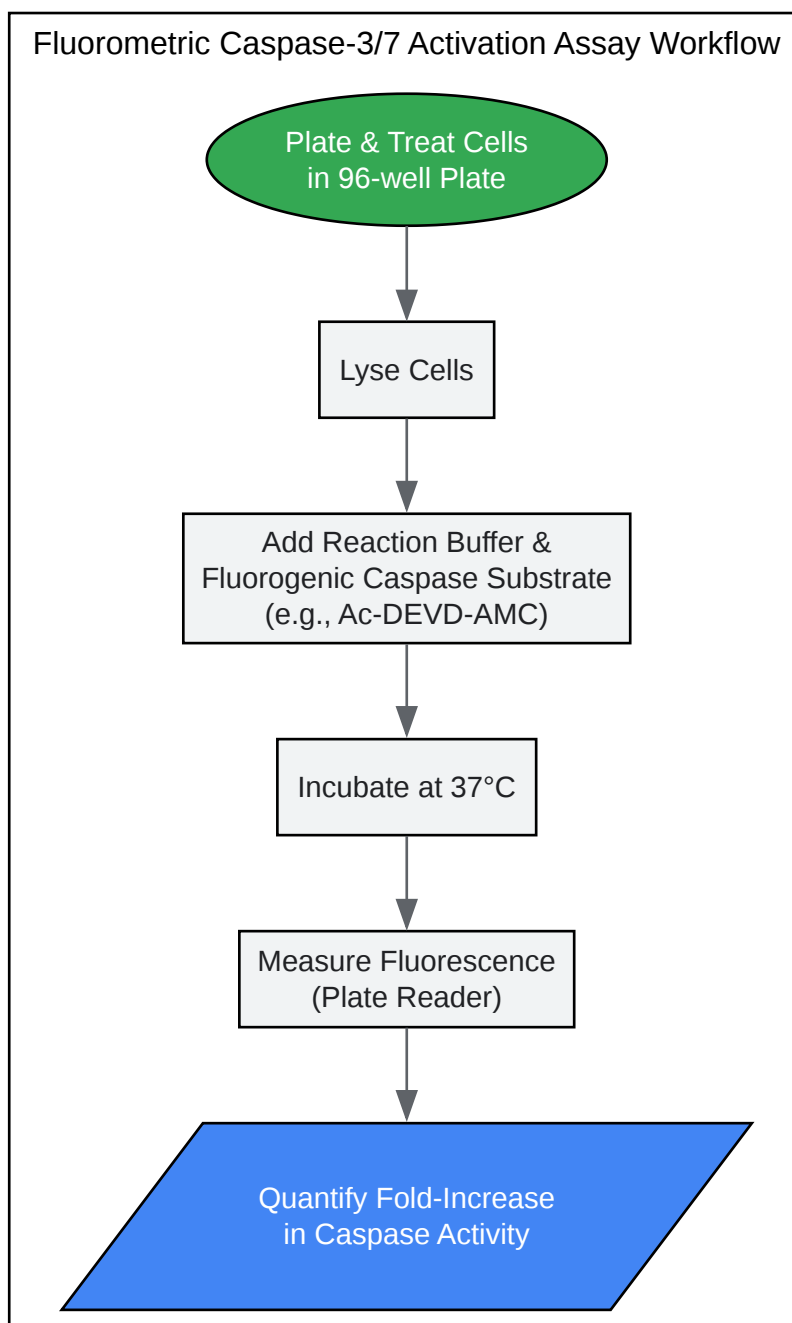 Fluorometric Caspase-3/7 Activation Assay Workflow
Plate & Treat Cells
in 96-well Plate
Lyse Cells
Add Reaction Buffer &
Fluorogenic Caspase Substrate
(e.g., Ac-DEVD-AMC)
Incubate at 37°C
Measure Fluorescence
(Plate Reader)
Quantify Fold-Increase
in Caspase Activity